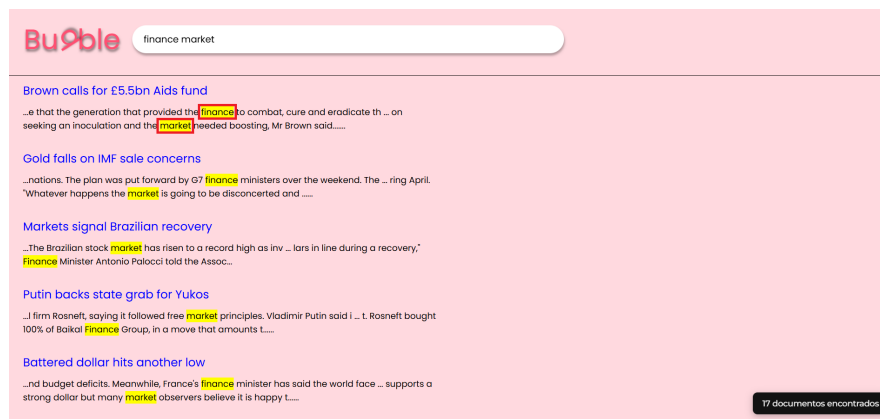 Bubble
finance market
Brown calls for £5.5bn Aids fund
...e that the generation that provided the finance to combat, cure and eradicate th ... on
seeking an inoculation and the market needed boosting, Mr Brown said......
Gold falls on IMF sale concerns
...nations. The plan was put forward by G7 finance ministers over the weekend. The ... ring April.
"Whatever happens the market is going to be disconcerted and ......
Markets signal Brazilian recovery
...The Brazilian stock market has risen to a record high as inv ... lars in line during a recovery,"
Finance Minister Antonio Palocci told the Assoc...
Putin backs state grab for Yukos
...l firm Rosneft, saying it followed free market principles. Vladimir Putin said i ... t. Rosneft bought
100% of Baikal Finance Group, in a move that amounts t......
Battered dollar hits another low
...nd budget deficits. Meanwhile, France's finance minister has said the world face ... supports a
strong dollar but many market observers believe it is happy t......
17 documentos encontrados